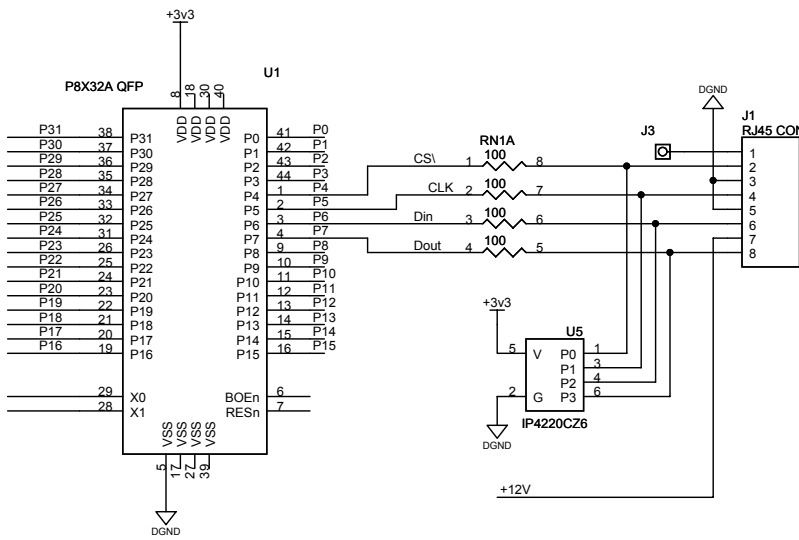 +3v3
U1
P8X32A QFP
8 18 30 40
VDD VDD VDD VDD
P31 38 P31 P0 41 P0
P30 37 P30 P1 42 P1
P29 36 P29 P2 43 P2
P28 35 P28 P3 44 P3
P27 34 P27 P4 1 P4
P26 33 P26 P5 2 P5
P25 32 P25 P6 3 P6
P24 31 P24 P7 4 P7
P23 26 P23 P8 9 P8
P22 25 P22 P9 10 P9
P21 24 P21 P10 11 P10
P20 23 P20 P11 12 P11
P19 22 P19 P12 13 P12
P18 21 P18 P13 14 P13
P17 20 P17 P14 15 P14
P16 19 P16 P15 16 P15
29 X0 BOEn 6
28 X1 RESn 7
VSS VSS VSS VSS
5 17 27 39
DGND
RN1A
CS\ 1 100 8
CLK 2 100 7
Din 3 100 6
Dout 4 100 5
DGND
J3
J1
RJ45 CON
1
2
3
4
5
6
7
8
+3v3
U5
5 V P0 1
P1 3
P2 4
2 G P3 6
IP4220CZ6
DGND
+12V